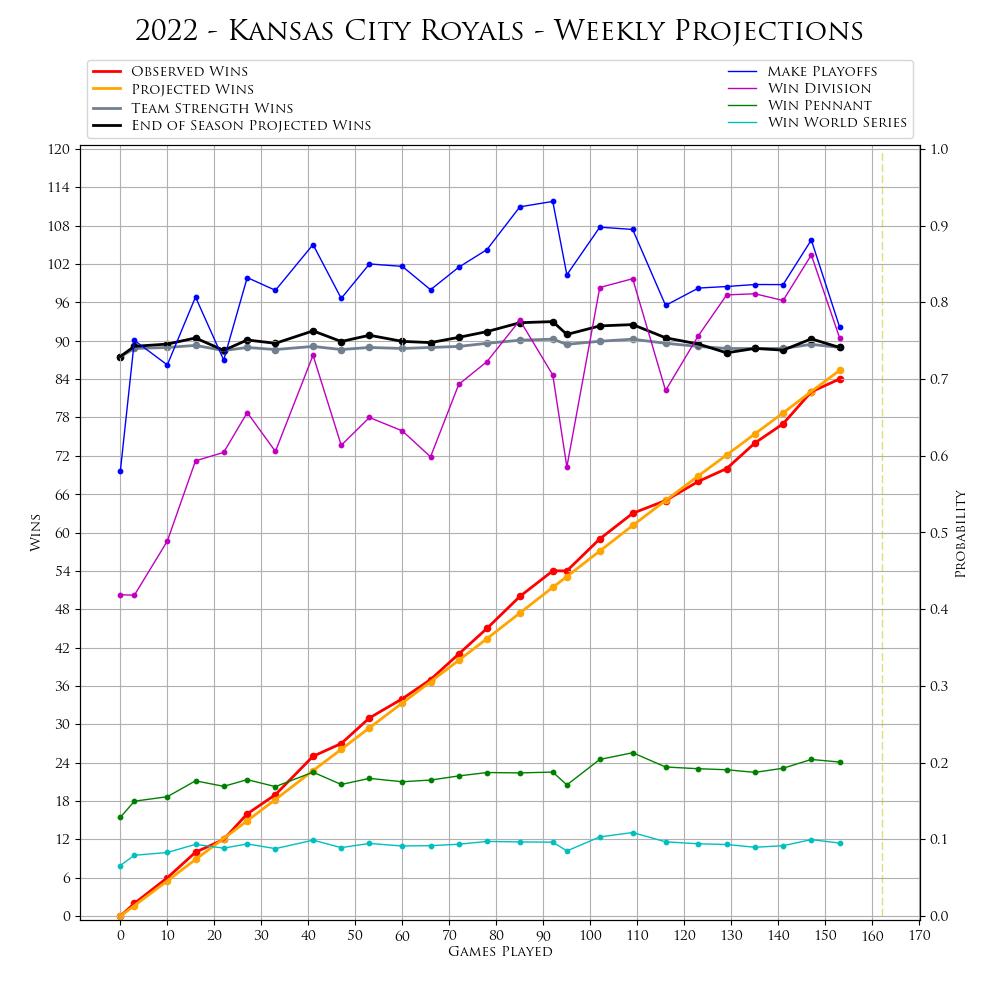 2022 - Kansas City Royals - Weekly Projections
Observed Wins
Projected Wins
Team Strength Wins
End of Season Projected Wins
Make Playoffs
Win Division
Win Pennant
Win World Series
120
114
108
102
96
90
84
78
72
66
60
54
48
42
36
30
24
18
12
6
0
Wins
1.0
0.9
0.8
0.7
0.6
0.5
0.4
0.3
0.2
0.1
0.0
Probability
0 10 20 30 40 50 60 70 80 90 100 110 120 130 140 150 160 170
Games Played